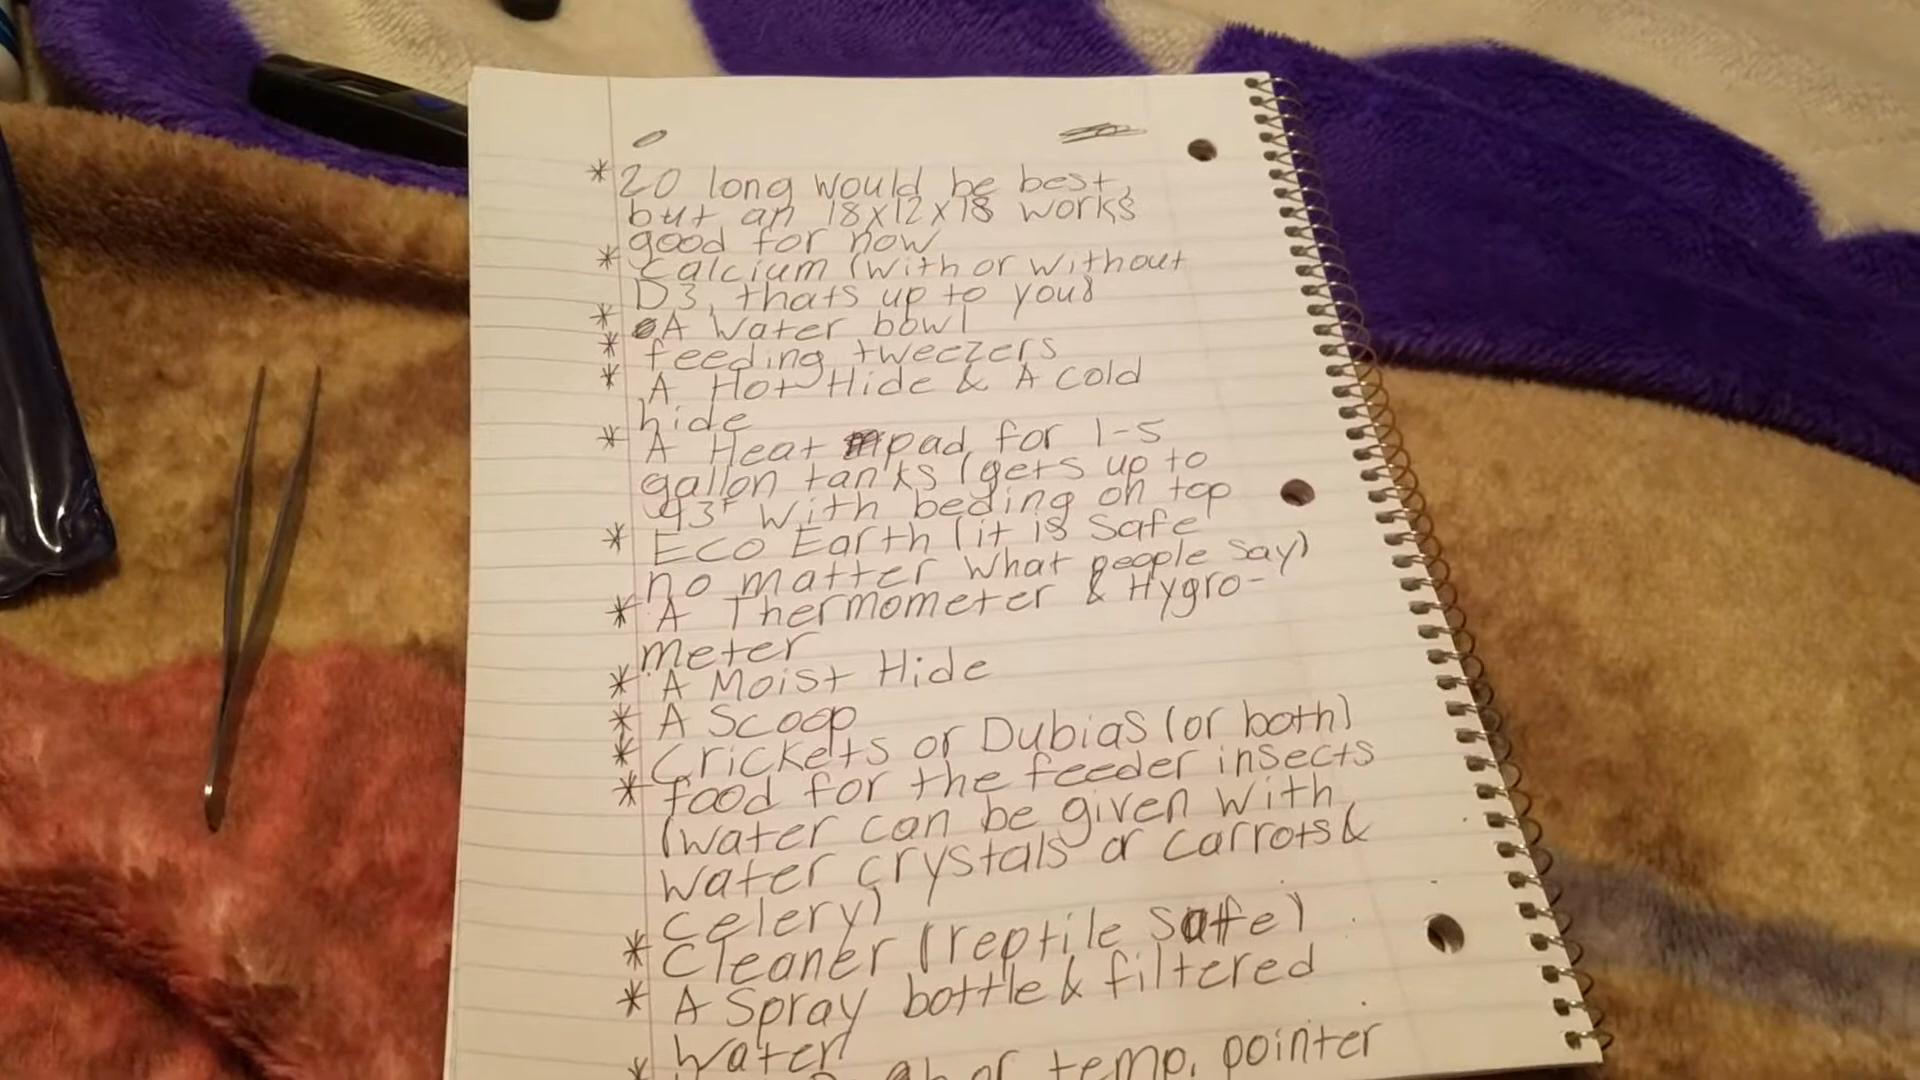 * 20 long would be best,
but an 18x12x18 works
good for now
* Calcium (with or without
D3, thats up to you)
* A Water bowl
* feeding tweezers
* A Hot Hide & A cold
hide
* A Heat pad for 1-5
gallon tanks (gets up to
93F with beding on top
* Eco Earth (it is safe
no matter what people say)
* A Thermometer & Hygro-
meter
* A Moist Hide
* A Scoop
* Crickets or Dubias (or both)
* food for the feeder insects
(water can be given with
water crystals or carrots &
celery)
* Cleaner (reptile safe)
* A Spray bottle & filtered
water
* or temp. pointer